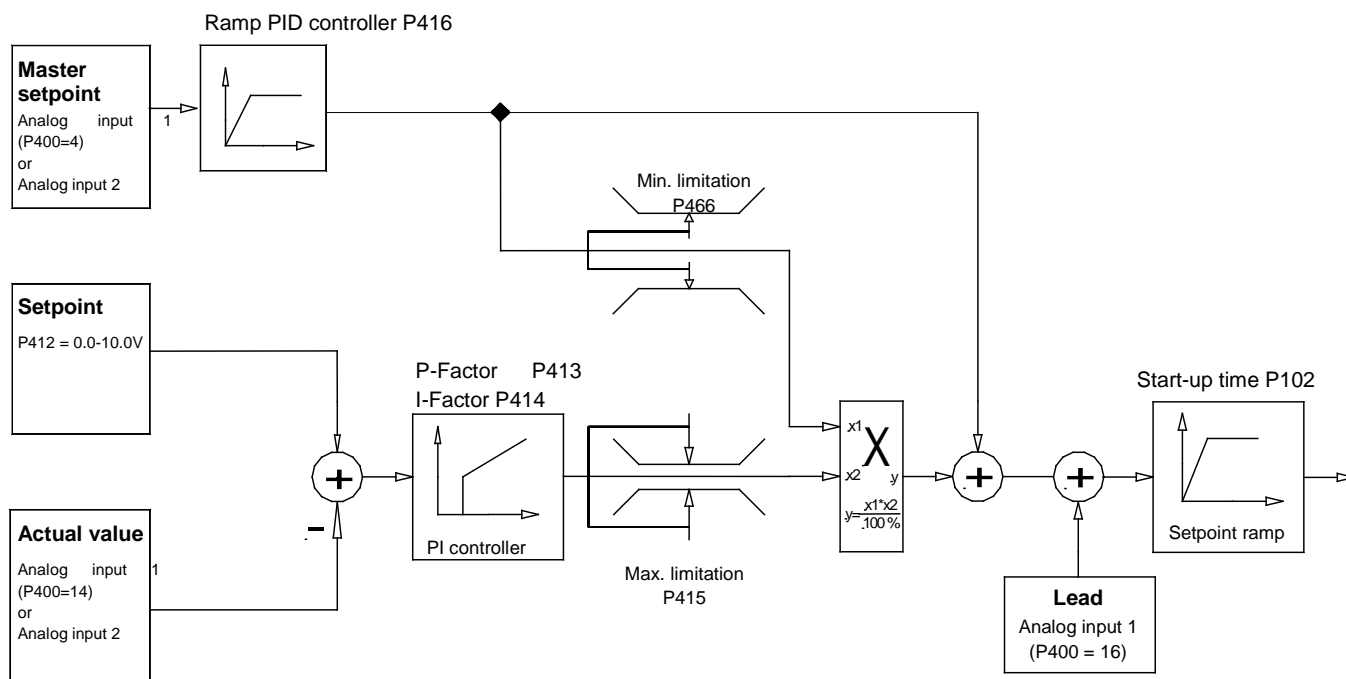 Ramp PID controller P416
Master
setpoint
Analog input 1
(P400=4)
or
Analog input 2
Min. limitation
P466
Setpoint
P412 = 0.0-10.0V
P-Factor P413
I-Factor P414
+
PI controller
Max. limitation
P415
x1
x2
X
y
y=x1*x2
100 %
+
+
Start-up time P102
Setpoint ramp
-
Actual value
Analog input 1
(P400=14)
or
Analog input 2
Lead
Analog input 1
(P400 = 16)